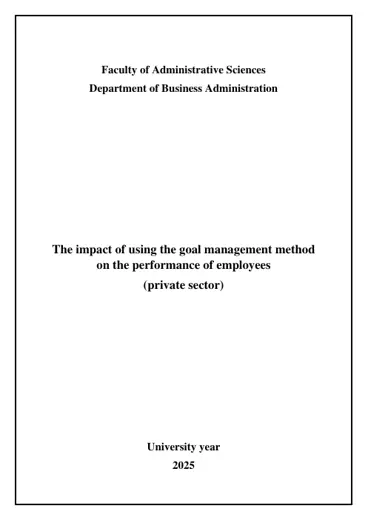 Faculty of Administrative Sciences
Department of Business Administration
The impact of using the goal management method
on the performance of employees
(private sector)
University year
2025